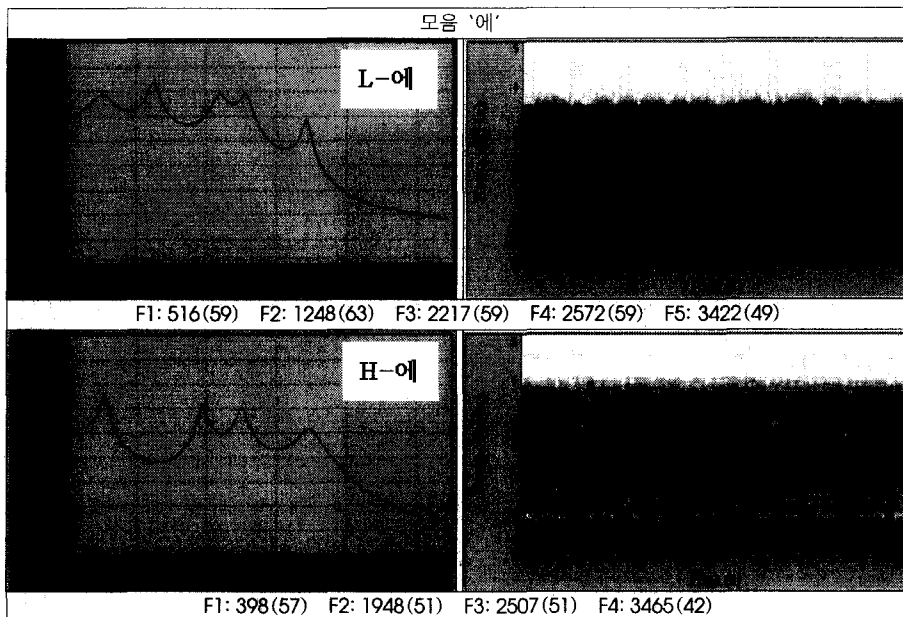 모음 '에'
L-에
F1: 516(59) F2: 1248(63) F3: 2217(59) F4: 2572(59) F5: 3422(49)
H-에
F1: 398(57) F2: 1948(51) F3: 2507(51) F4: 3465(42)